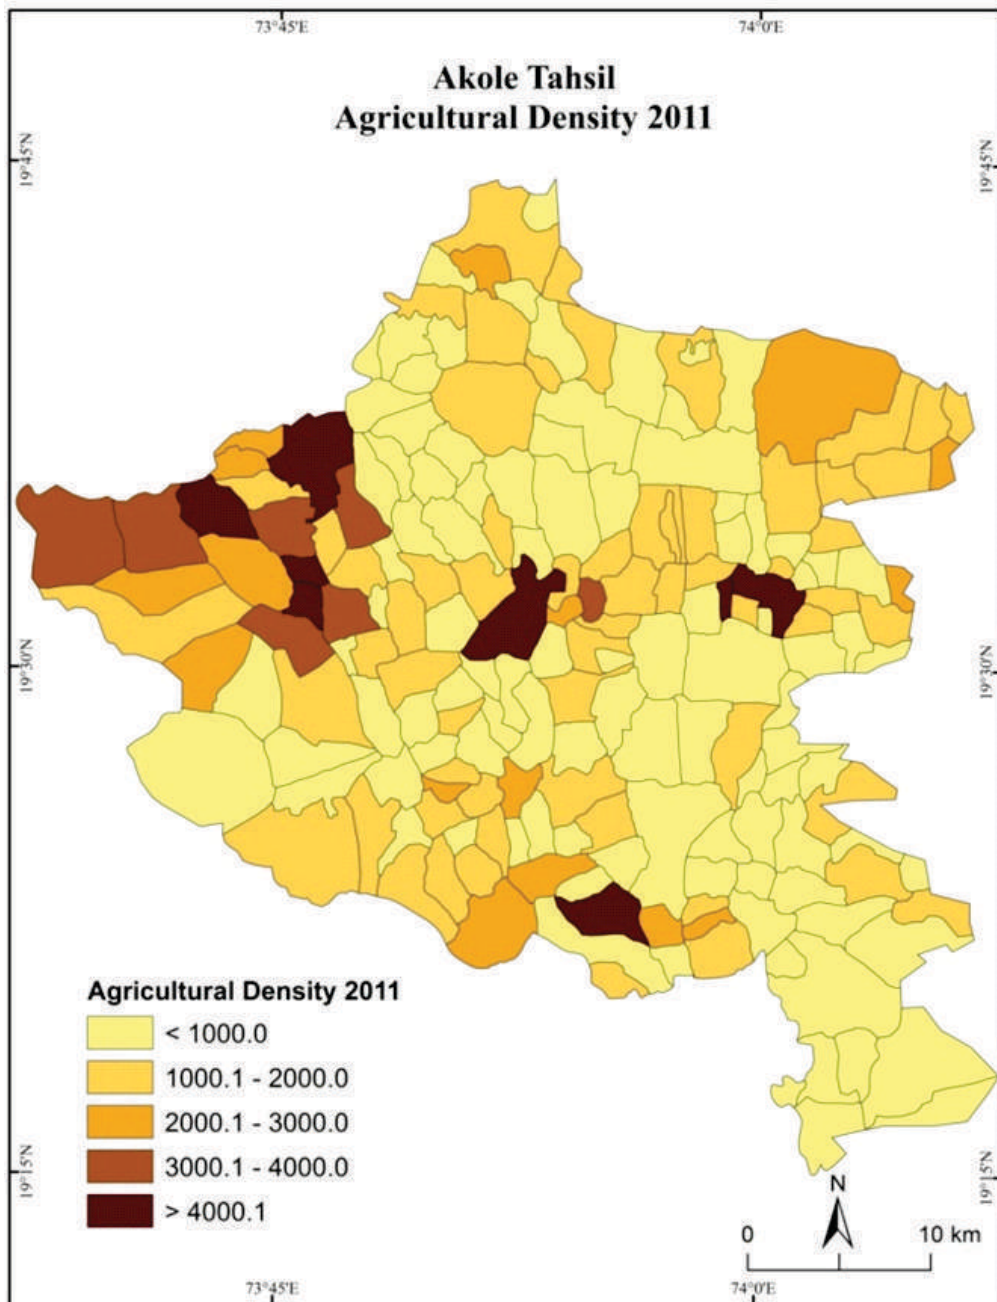 73°45'E 74°0'E
Akole Tahsil
Agricultural Density 2011
19°45'N 19°45'N
19°30'N 19°30'N
Agricultural Density 2011
< 1000.0
1000.1 - 2000.0
2000.1 - 3000.0
3000.1 - 4000.0
> 4000.1
19°15'N 19°15'N
N
0 10 km
73°45'E 74°0'E